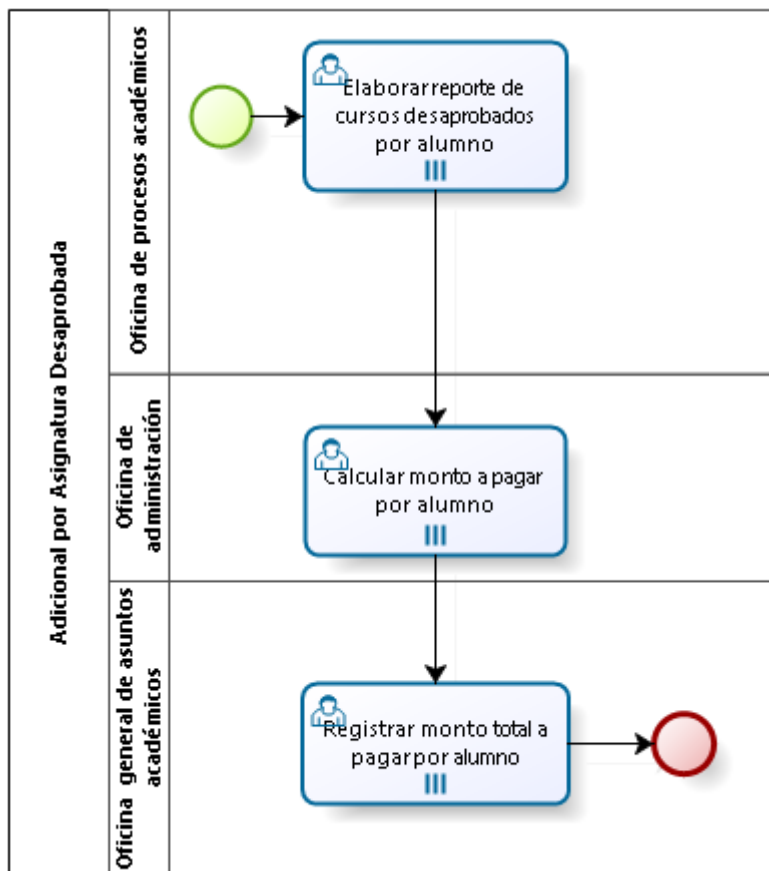 Adicional por Asignatura Desaprobada
Oficina de procesos académicos
Elaborar reporte de
cursos desaprobados
por alumno
Oficina de
administración
Calcular monto a pagar
por alumno
Oficina general de asuntos
académicos
Registrar monto total a
pagar por alumno